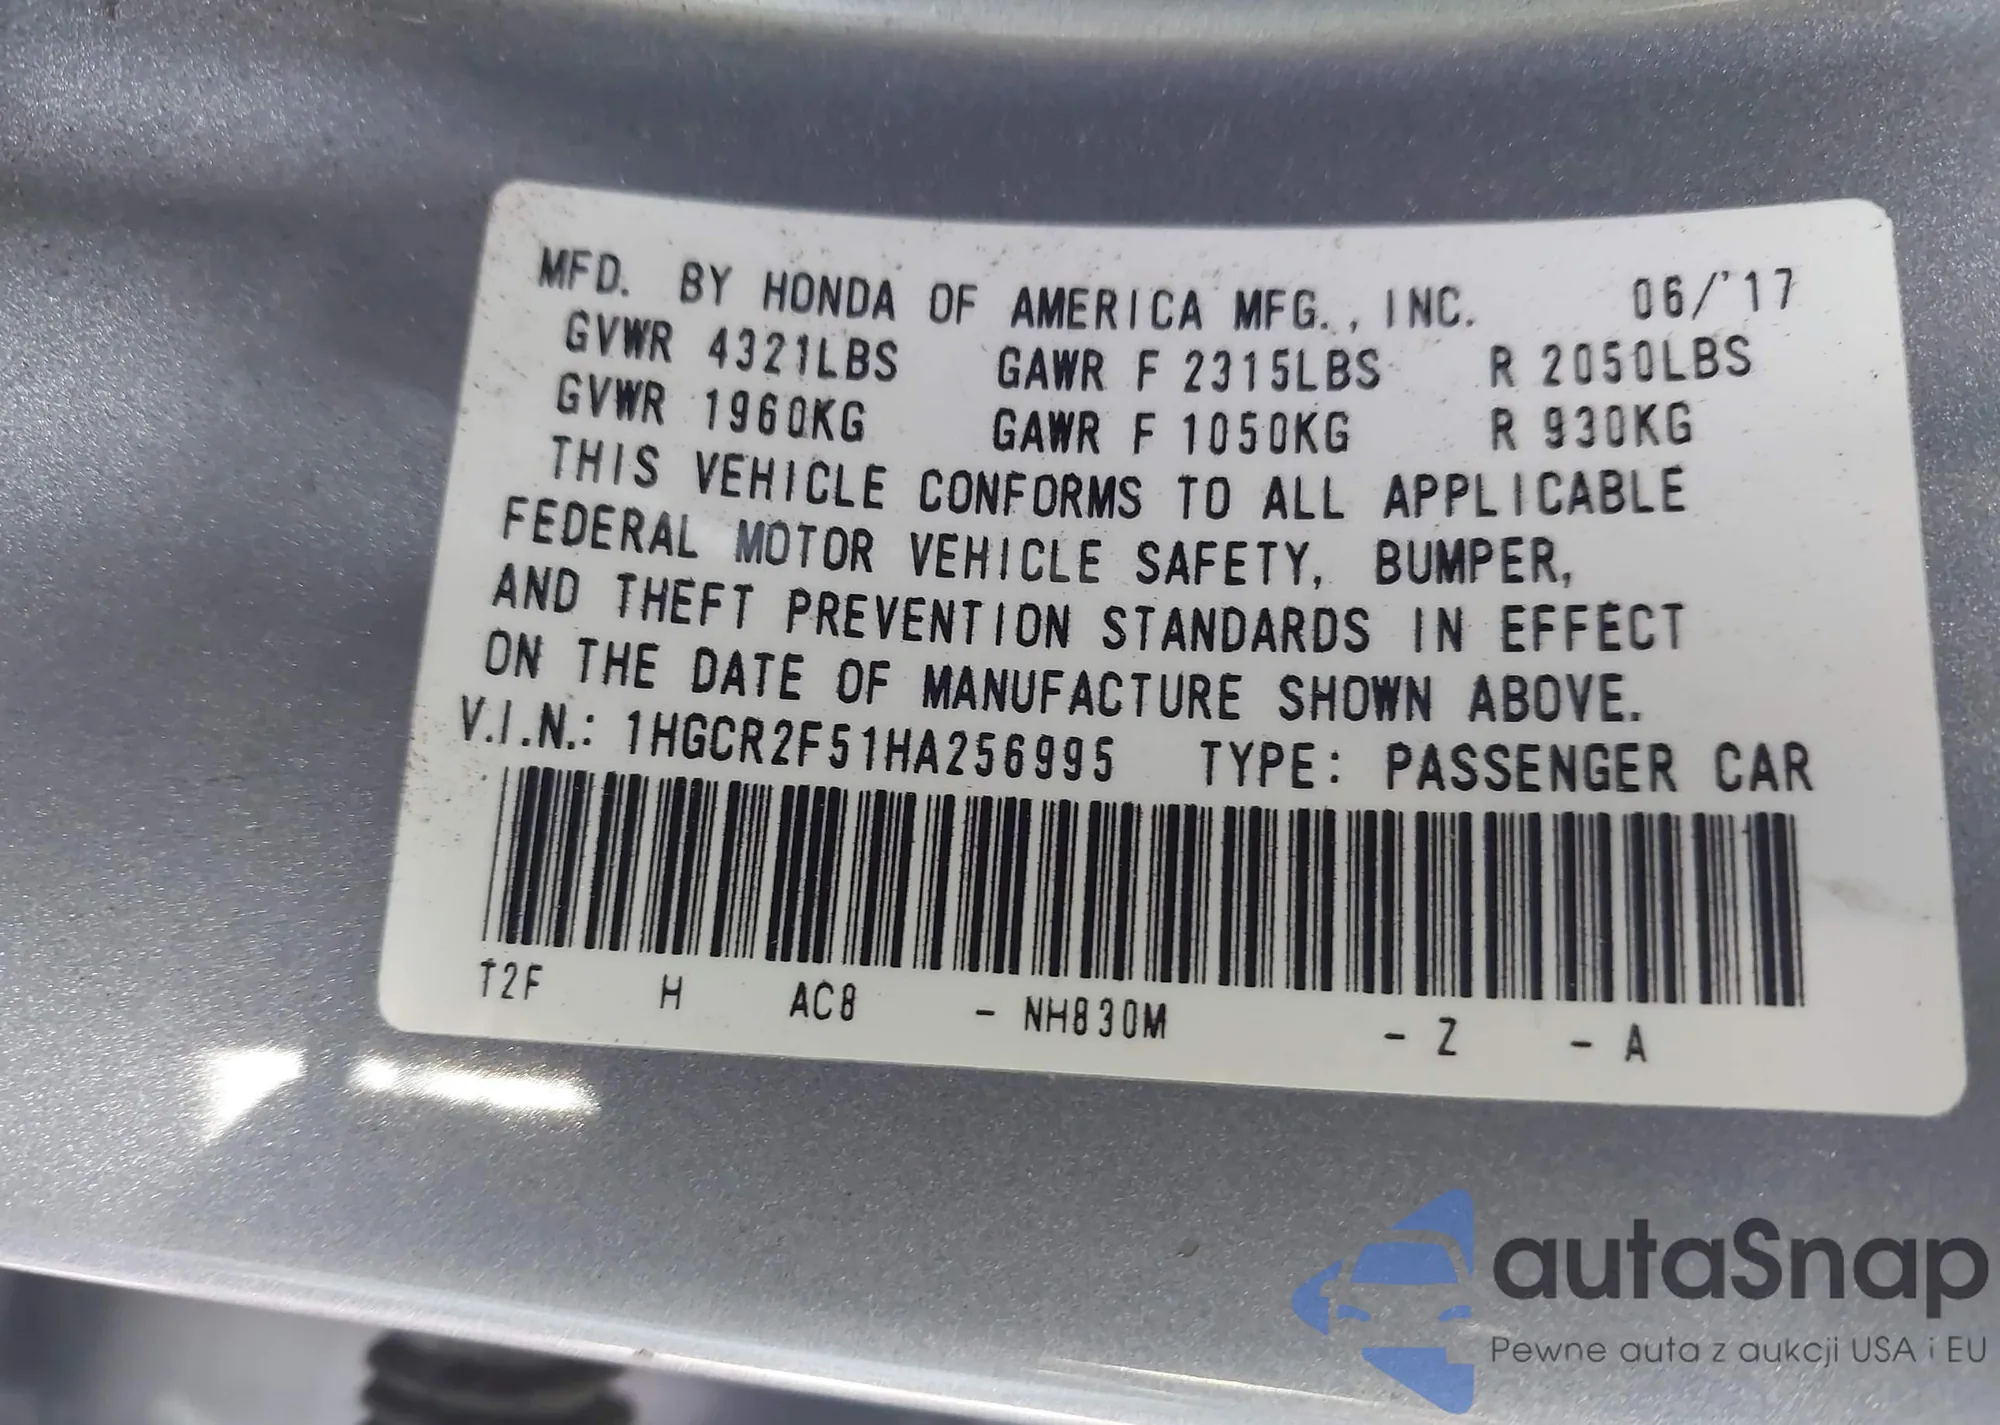 MFD. BY HONDA OF AMERICA MFG., INC. 06/'17
GVWR 4321LBS GAWR F 2315LBS R 2050LBS
GVWR 1960KG GAWR F 1050KG R 930KG
THIS VEHICLE CONFORMS TO ALL APPLICABLE
FEDERAL MOTOR VEHICLE SAFETY, BUMPER,
AND THEFT PREVENTION STANDARDS IN EFFECT
ON THE DATE OF MANUFACTURE SHOWN ABOVE.
V.I.N.: 1HGCR2F51HA256995 TYPE: PASSENGER CAR
T2F H AC8 - NH830M - Z - A
autaSnap
Pewne auta z aukcji USA i EU